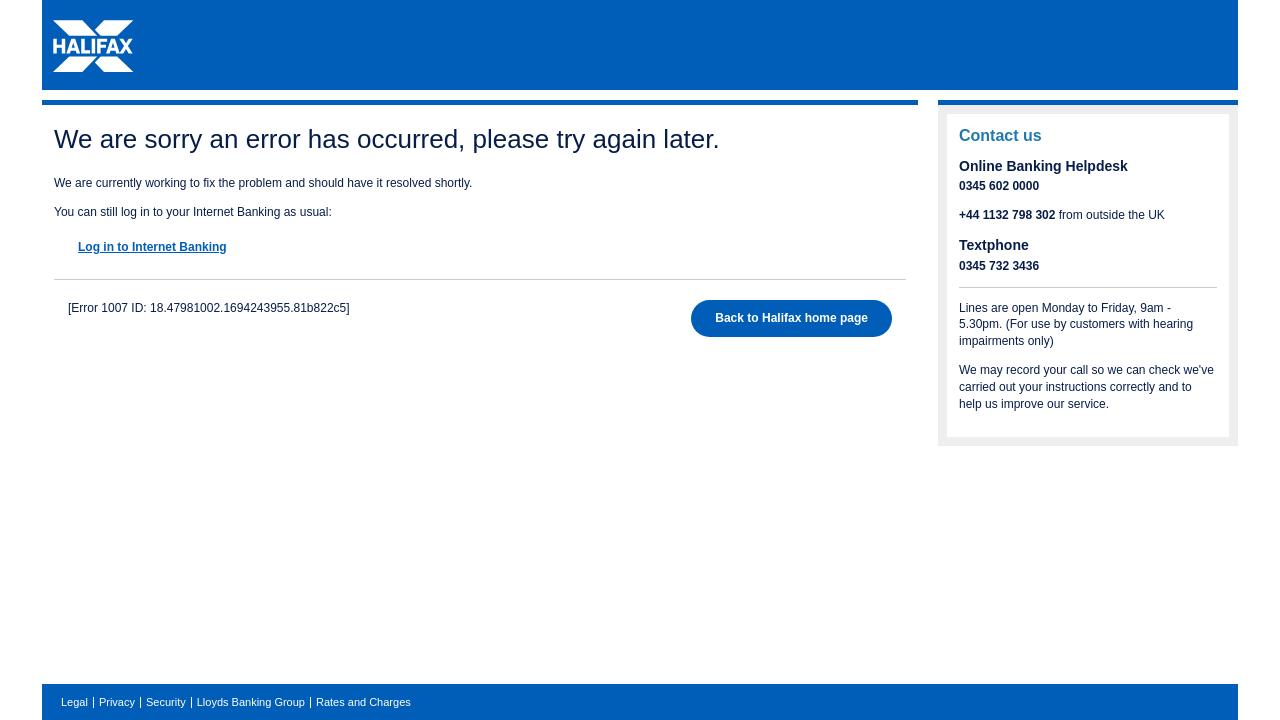 HALIFAX
We are sorry an error has occurred, please try again later.
We are currently working to fix the problem and should have it resolved shortly.
You can still log in to your Internet Banking as usual:
Log in to Internet Banking
[Error 1007 ID: 18.47981002.1694243955.81b822c5]
Back to Halifax home page
Contact us
Online Banking Helpdesk
0345 602 0000
+44 1132 798 302 from outside the UK
Textphone
0345 732 3436
Lines are open Monday to Friday, 9am -
5.30pm. (For use by customers with hearing
impairments only)
We may record your call so we can check we've
carried out your instructions correctly and to
help us improve our service.
Legal | Privacy | Security | Lloyds Banking Group | Rates and Charges